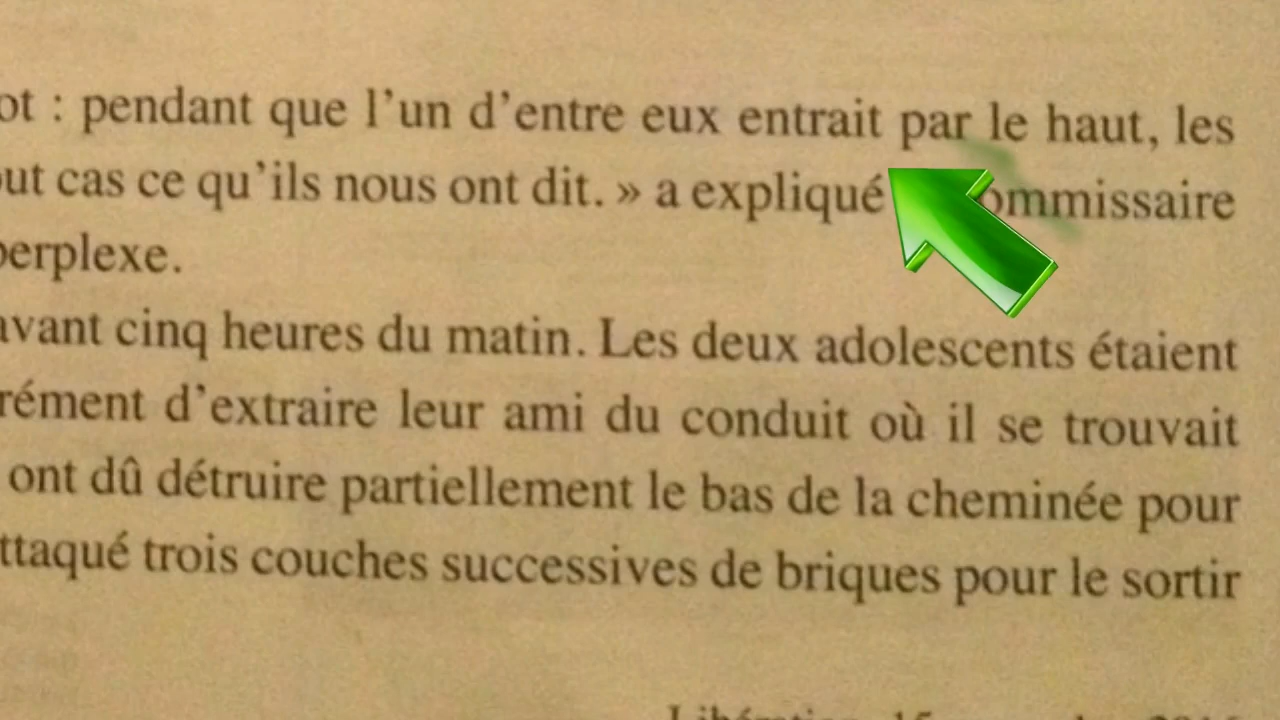 ot : pendant que l'un d'entre eux entrait par le haut, les
out cas ce qu'ils nous ont dit. » a expliqué ommissaire
perplexe.
avant cinq heures du matin. Les deux adolescents étaient
rément d'extraire leur ami du conduit où il se trouvait
ont dû détruire partiellement le bas de la cheminée pour
ttaqué trois couches successives de briques pour le sortir